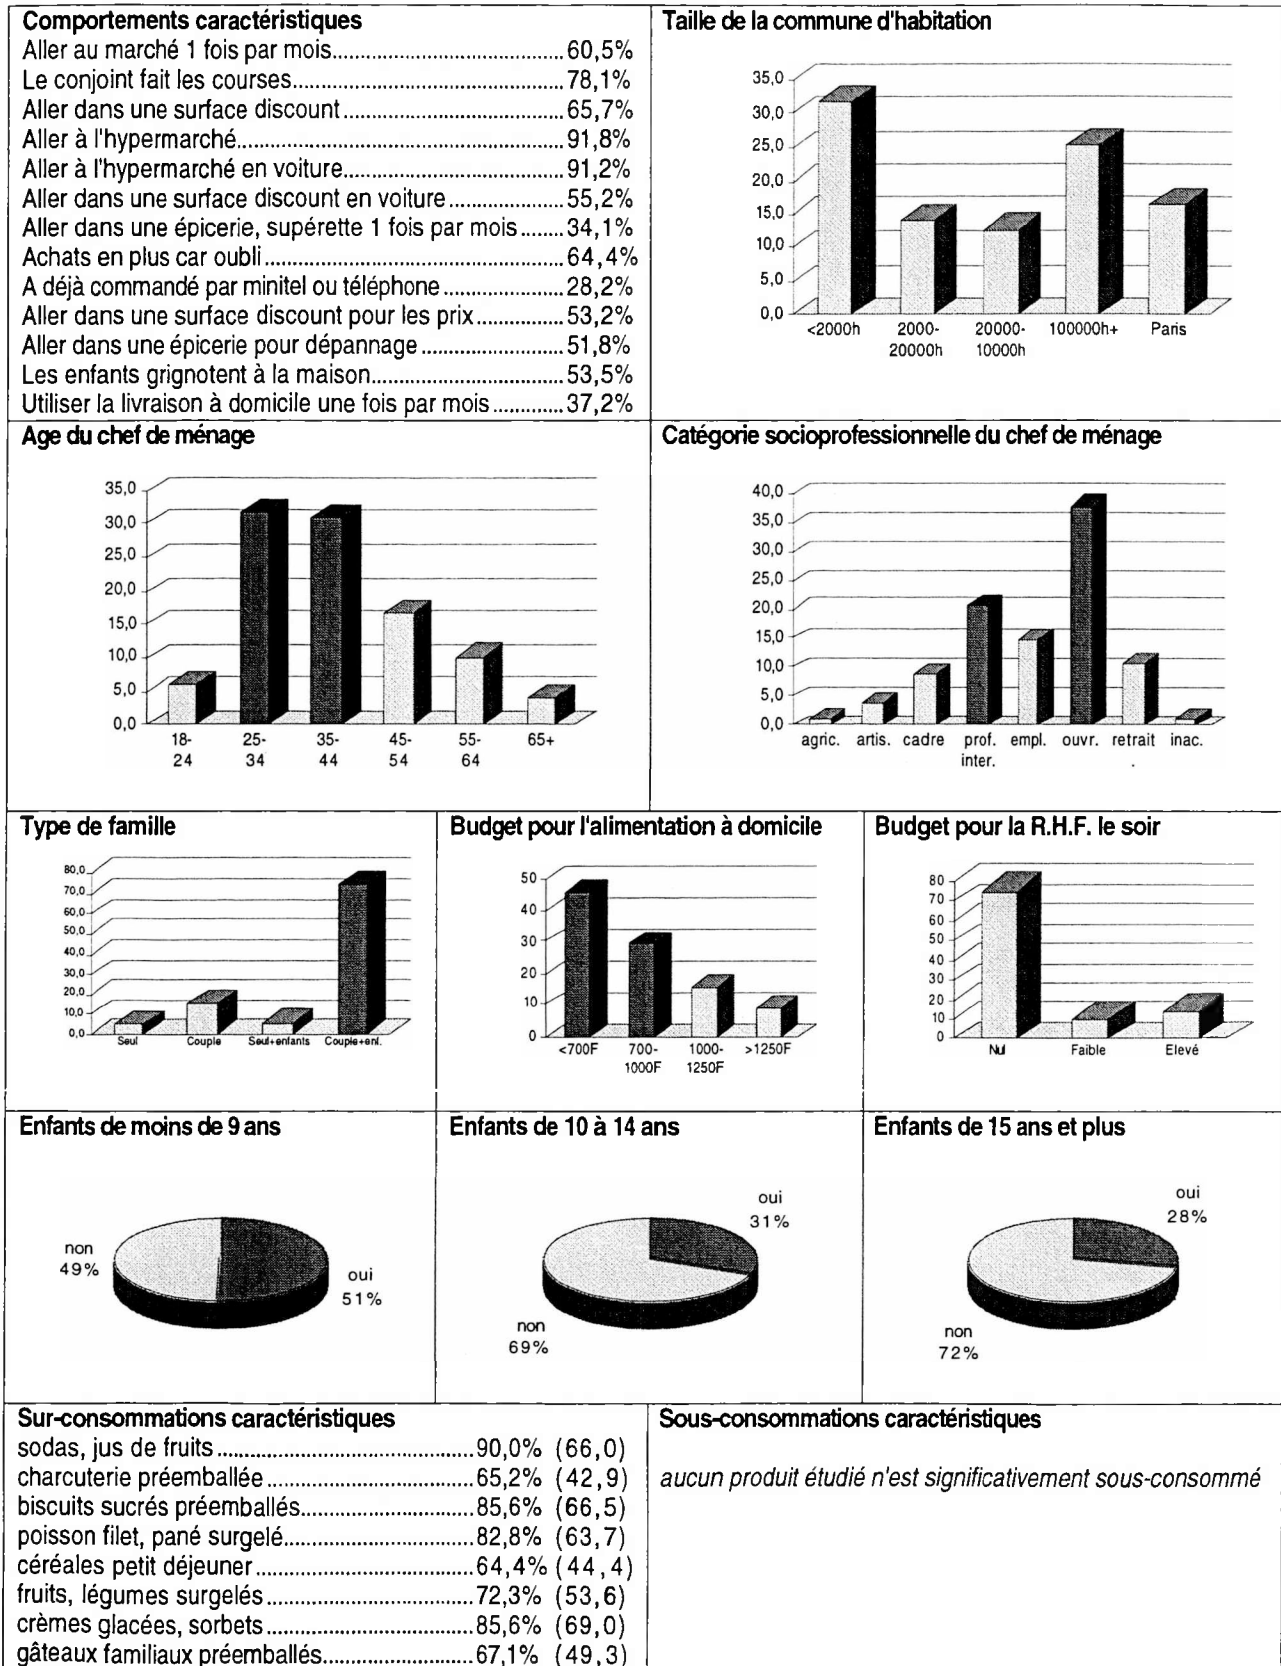 Comportements caractéristiques
Aller au marché 1 fois par mois..............................60,5%
Le conjoint fait les courses..............................78,1%
Aller dans une surface discount..............................65,7%
Aller à l'hypermarché..............................91,8%
Aller à l'hypermarché en voiture..............................91,2%
Aller dans une surface discount en voiture..............................55,2%
Aller dans une épicerie, supérette 1 fois par mois........34,1%
Achats en plus car oubli..............................64,4%
A déjà commandé par minitel ou téléphone..............................28,2%
Aller dans une surface discount pour les prix..............................53,2%
Aller dans une épicerie pour dépannage..............................51,8%
Les enfants grignotent à la maison..............................53,5%
Utiliser la livraison à domicile une fois par mois.............37,2%
Taille de la commune d'habitation
35,0
30,0
25,0
20,0
15,0
10,0
5,0
0,0
<2000h 2000- 20000- 100000h+ Paris
20000h 10000h
Age du chef de ménage
35,0
30,0
25,0
20,0
15,0
10,0
5,0
0,0
18- 25- 35- 45- 55- 65+
24 34 44 54 64
Catégorie socioprofessionnelle du chef de ménage
40,0
35,0
30,0
25,0
20,0
15,0
10,0
5,0
0,0
agric. artis. cadre prof. empl. ouvr. retrait inac.
inter. .
Type de famille
80,0
70,0
60,0
50,0
40,0
30,0
20,0
10,0
0,0
Seul Couple Seul+enfants Couple+enf.
Budget pour l'alimentation à domicile
50
40
30
20
10
0
<700F 700- 1000- >1250F
1000F 1250F
Budget pour la R.H.F. le soir
80
70
60
50
40
30
20
10
0
Nul Faible Elevé
Enfants de moins de 9 ans
non
49%
oui
51%
Enfants de 10 à 14 ans
oui
31%
non
69%
Enfants de 15 ans et plus
oui
28%
non
72%
Sur-consommations caractéristiques
sodas, jus de fruits..............................90,0% (66,0)
charcuterie préemballée..............................65,2% (42,9)
biscuits sucrés préemballés..............................85,6% (66,5)
poisson filet, pané surgelé..............................82,8% (63,7)
céréales petit déjeuner..............................64,4% (44,4)
fruits, légumes surgelés..............................72,3% (53,6)
crèmes glacées, sorbets..............................85,6% (69,0)
gâteaux familiaux préemballés..............................67,1% (49,3)
Sous-consommations caractéristiques
aucun produit étudié n'est significativement sous-consommé